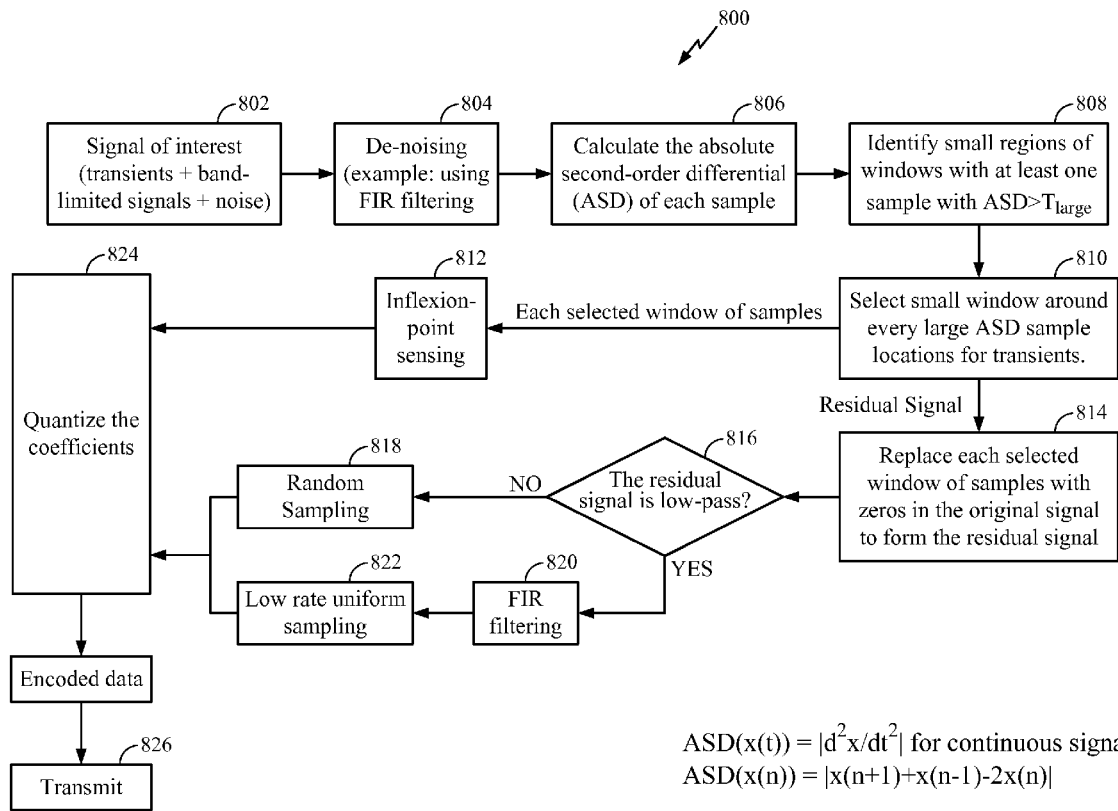 800
802
Signal of interest
(transients + band-
limited signals + noise)
804
De-noising
(example: using
FIR filtering
806
Calculate the absolute
second-order differential
(ASD) of each sample
808
Identify small regions of
windows with at least one
sample with ASD>T_large
824
Quantize the
coefficients
812
Inflexion-
point
sensing
Each selected window of samples
810
Select small window around
every large ASD sample
locations for transients.
Residual Signal
814
Replace each selected
window of samples with
zeros in the original signal
to form the residual signal
816
The residual
signal is low-pass?
NO
YES
818
Random
Sampling
820
FIR
filtering
822
Low rate uniform
sampling
Encoded data
826
Transmit
ASD(x(t)) = |d²x/dt²| for continuous signa
ASD(x(n)) = |x(n+1)+x(n-1)-2x(n)|